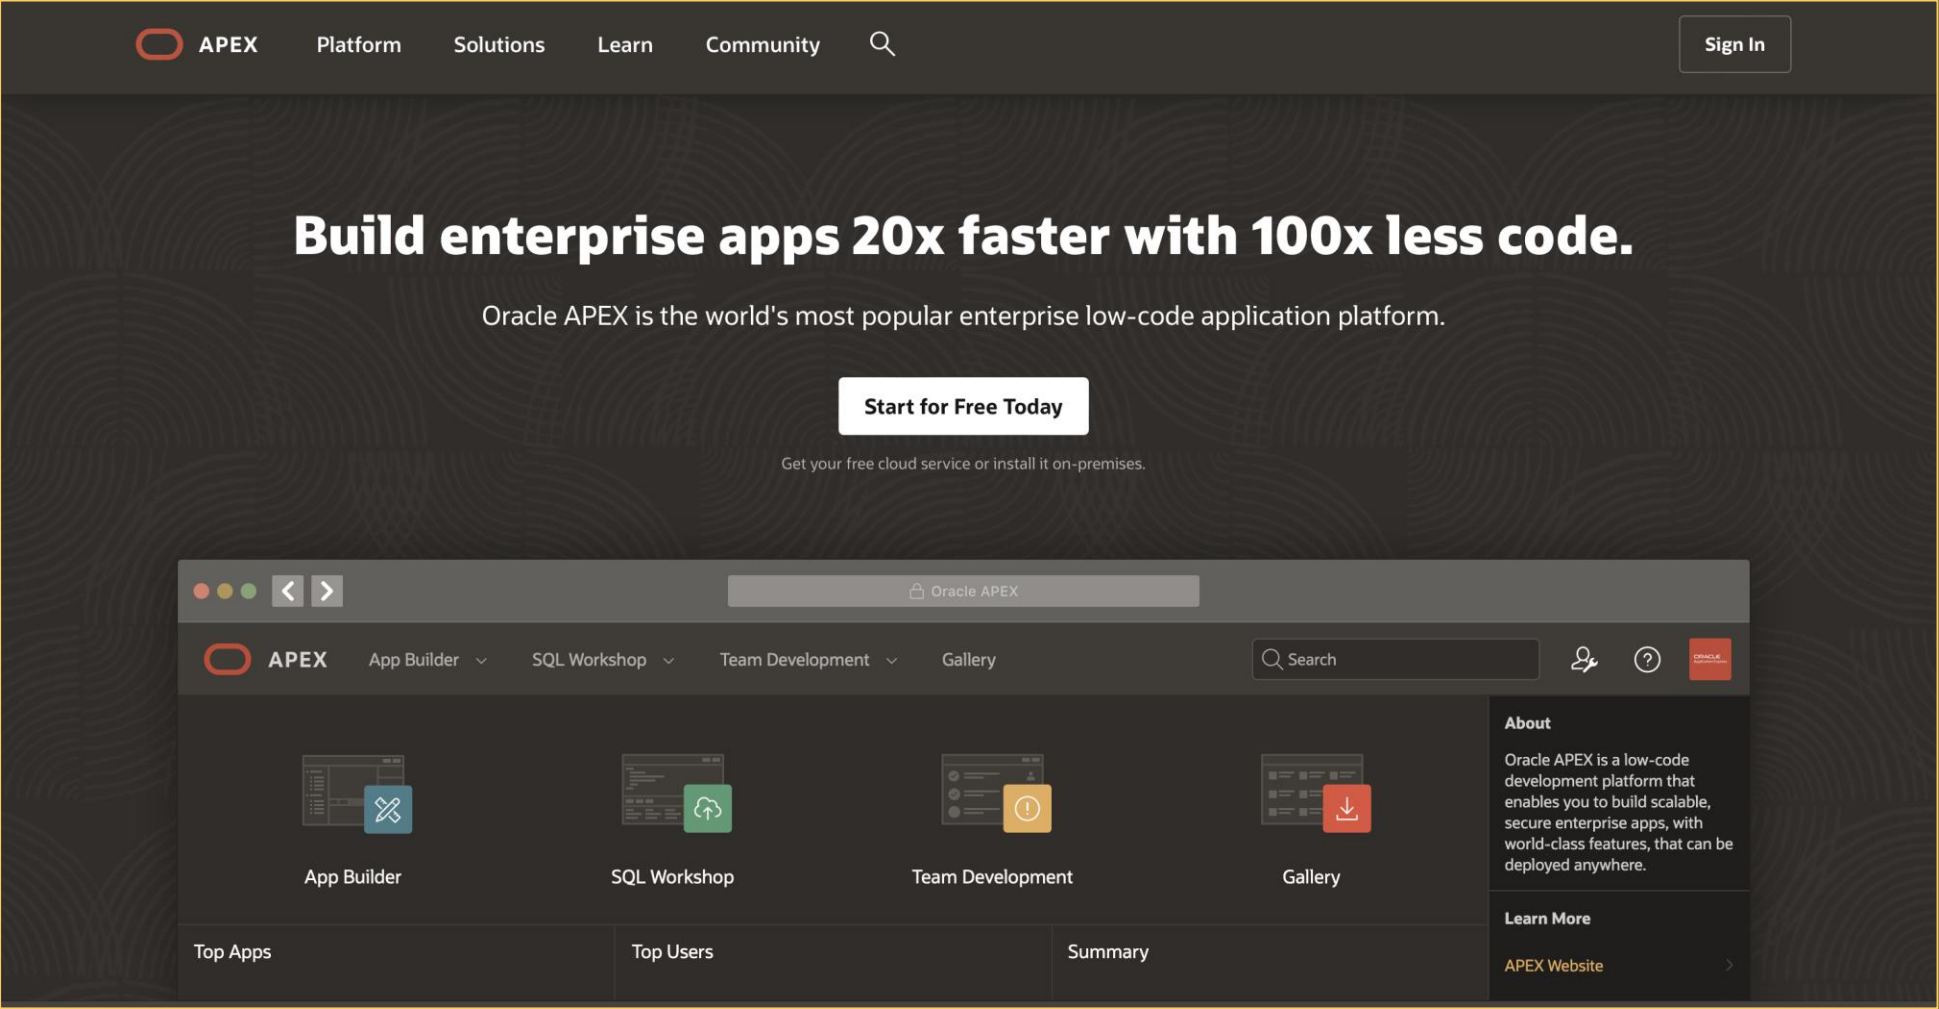 APEX Platform Solutions Learn Community Sign In
Build enterprise apps 20x faster with 100x less code.
Oracle APEX is the world's most popular enterprise low-code application platform.
Start for Free Today
Get your free cloud service or install it on-premises.
Oracle APEX
APEX App Builder SQL Workshop Team Development Gallery Search
App Builder
SQL Workshop
Team Development
Gallery
Top Apps
Top Users
Summary
About
Oracle APEX is a low-code
development platform that
enables you to build scalable,
secure enterprise apps, with
world-class features, that can be
deployed anywhere.
Learn More
APEX Website